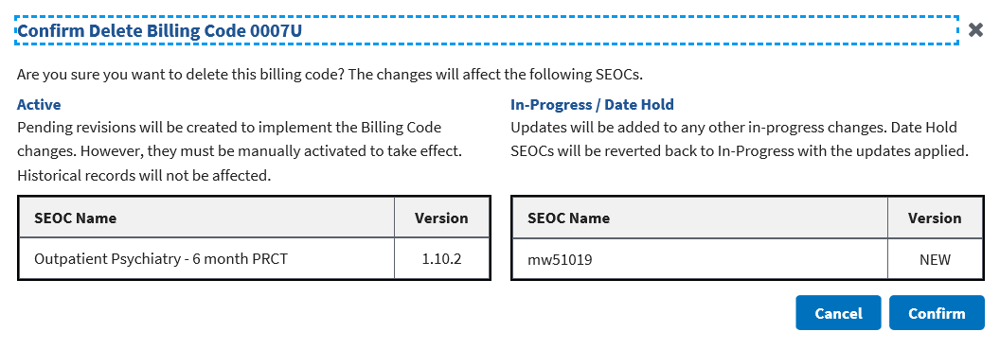 Confirm Delete Billing Code 0007U
Are you sure you want to delete this billing code? The changes will affect the following SEOCs.
Active
Pending revisions will be created to implement the Billing Code
changes. However, they must be manually activated to take effect.
Historical records will not be affected.
SEOC Name Version
Outpatient Psychiatry - 6 month PRCT 1.10.2
In-Progress / Date Hold
Updates will be added to any other in-progress changes. Date Hold
SEOCs will be reverted back to In-Progress with the updates applied.
SEOC Name Version
mw51019 NEW
Cancel Confirm